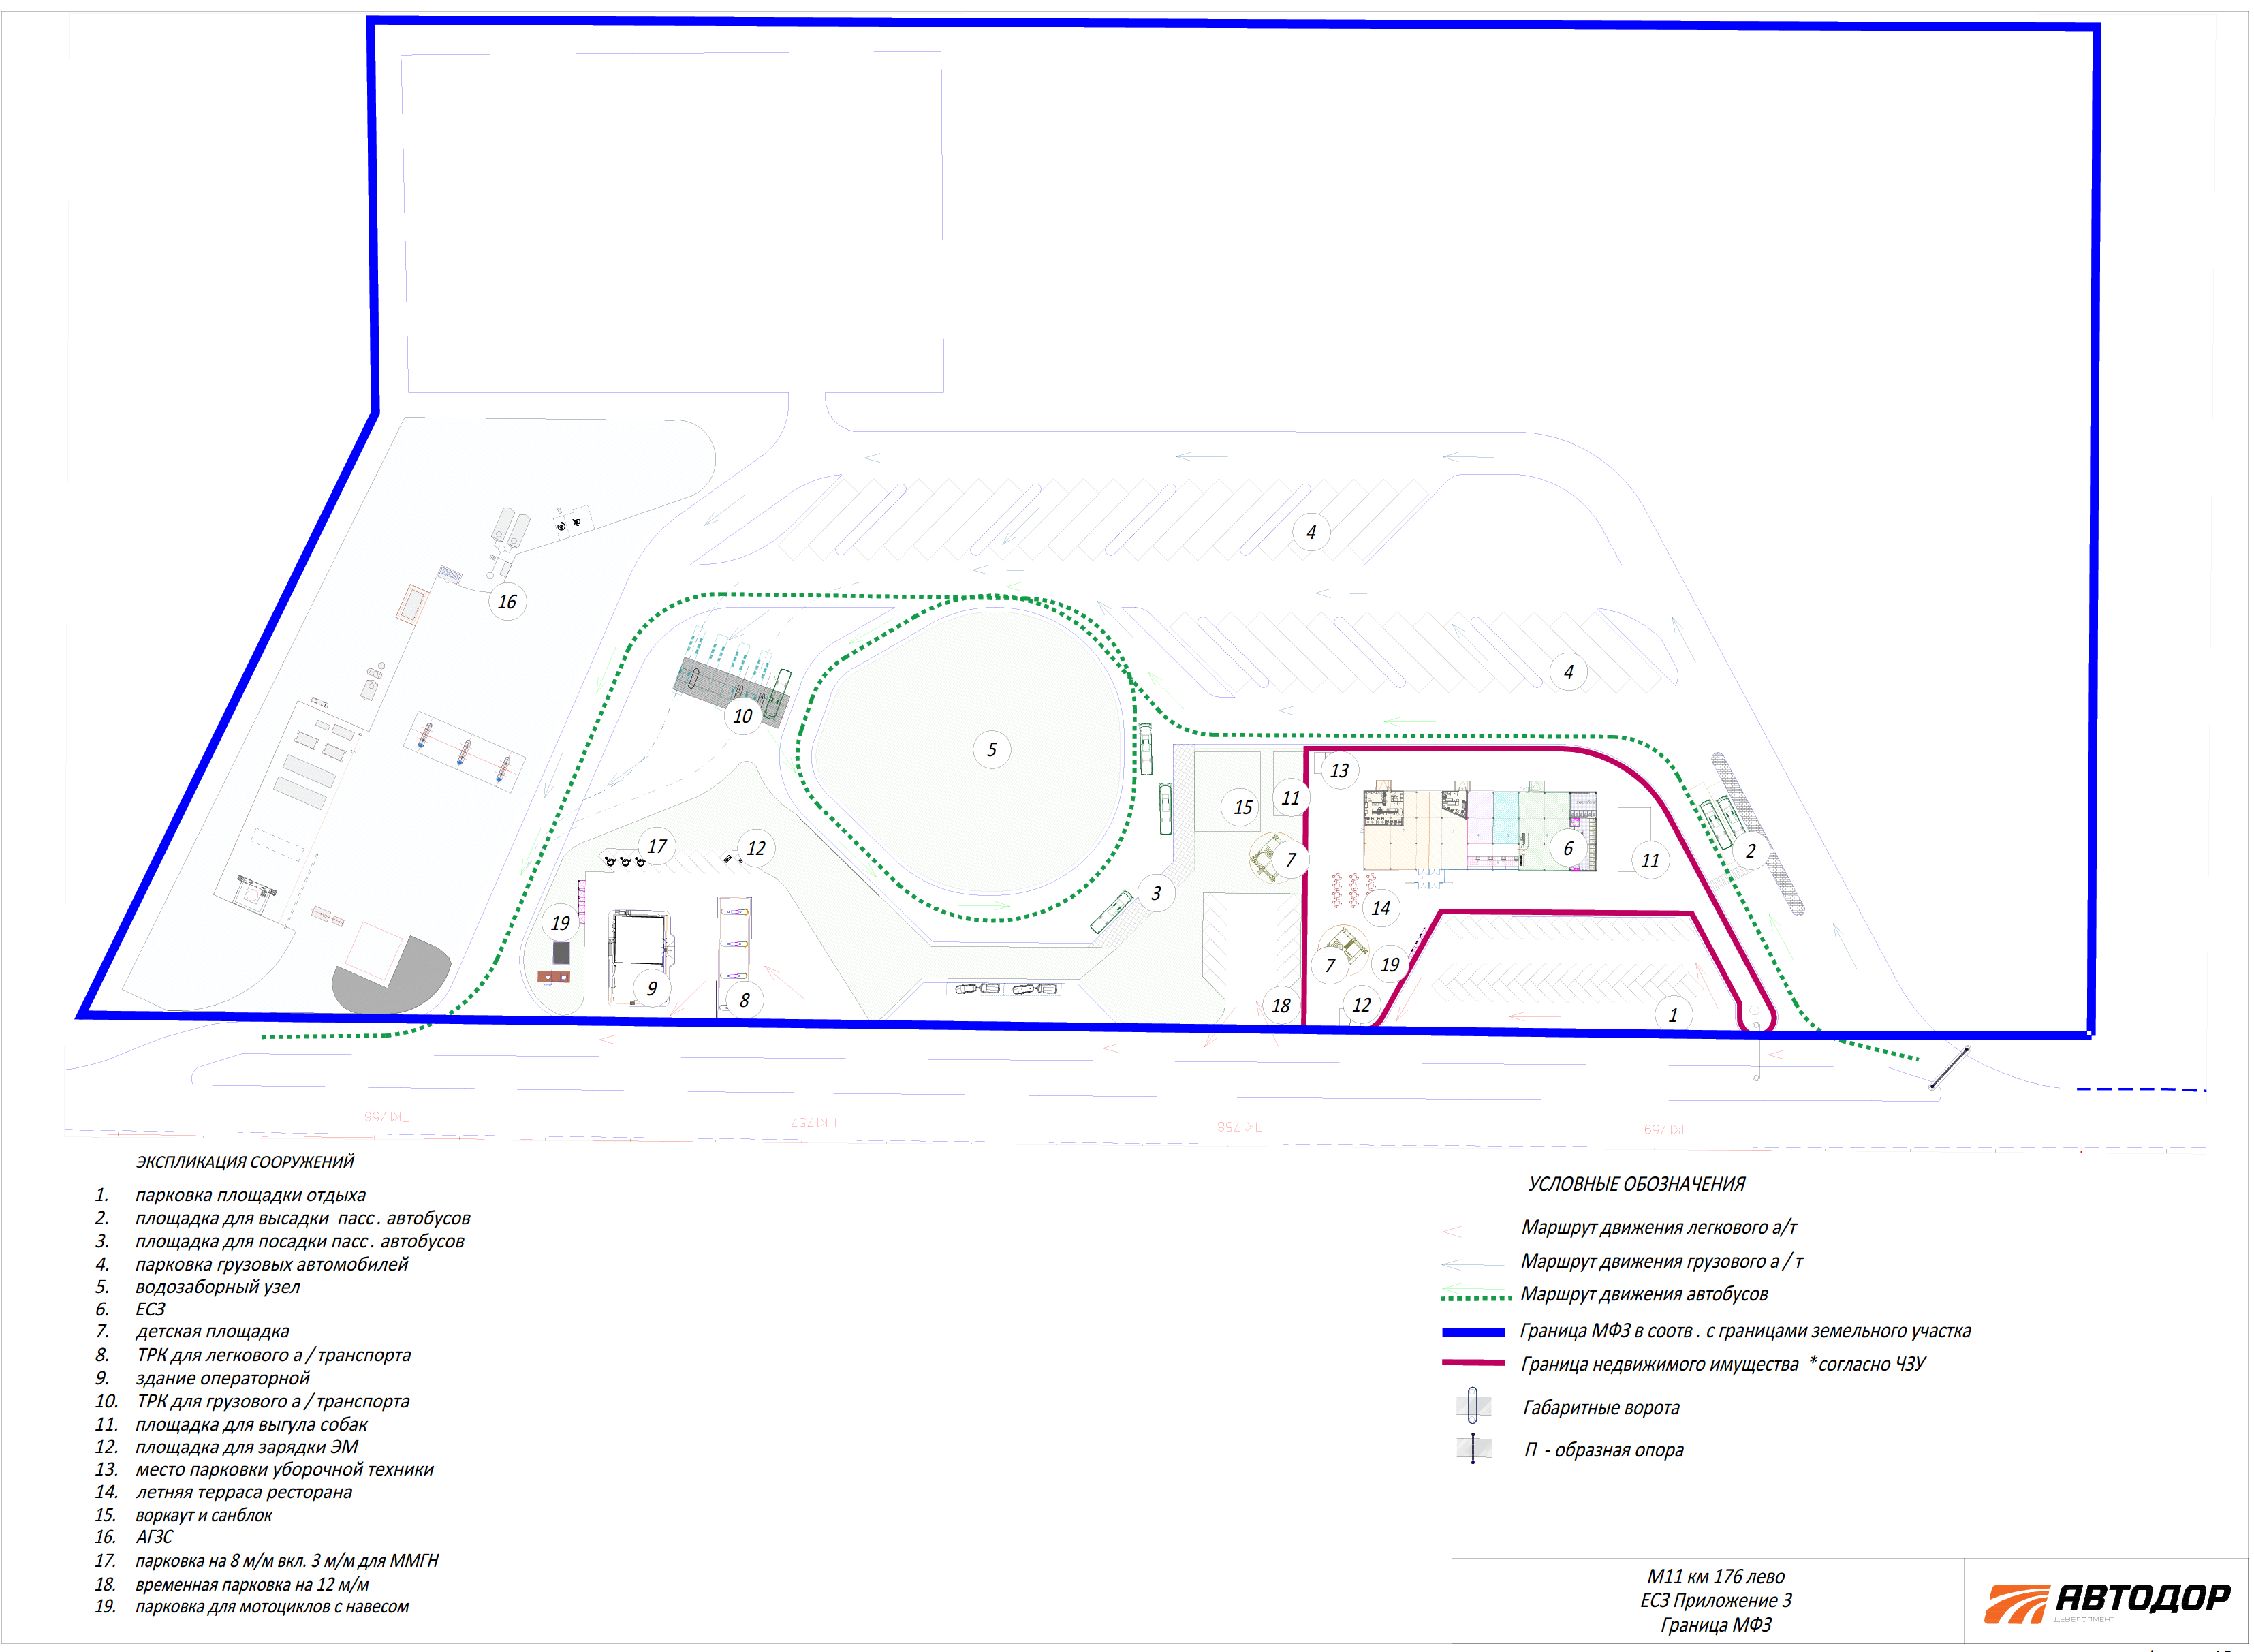 16
4
4
10
5
13
11
15
7
6
11
2
17
12
19
3
14
7
19
9
8
18
12
1
ПК1756
ПК1757
ПК1758
ПК1759
ЭКСПЛИКАЦИЯ СООРУЖЕНИЙ
1. парковка площадки отдыха
2. площадка для высадки пасс. автобусов
3. площадка для посадки пасс. автобусов
4. парковка грузовых автомобилей
5. водозаборный узел
6. ЕСЗ
7. детская площадка
8. ТРК для легкового а/транспорта
9. здание операторной
10. ТРК для грузового а/транспорта
11. площадка для выгула собак
12. площадка для зарядки ЭМ
13. место парковки уборочной техники
14. летняя терраса ресторана
15. воркаут и санблок
16. АГЗС
17. парковка на 8 м/м вкл. 3 м/м для ММГН
18. временная парковка на 12 м/м
19. парковка для мотоциклов с навесом
УСЛОВНЫЕ ОБОЗНАЧЕНИЯ
Маршрут движения легкового а/т
Маршрут движения грузового а/т
Маршрут движения автобусов
Граница МФЗ в соотв. с границами земельного участка
Граница недвижимого имущества *согласно ЧЗУ
Габаритные ворота
П - образная опора
М11 км 176 лево
ЕСЗ Приложение 3
Граница МФЗ
АВТОДОР
ДЕВЕЛОПМЕНТ